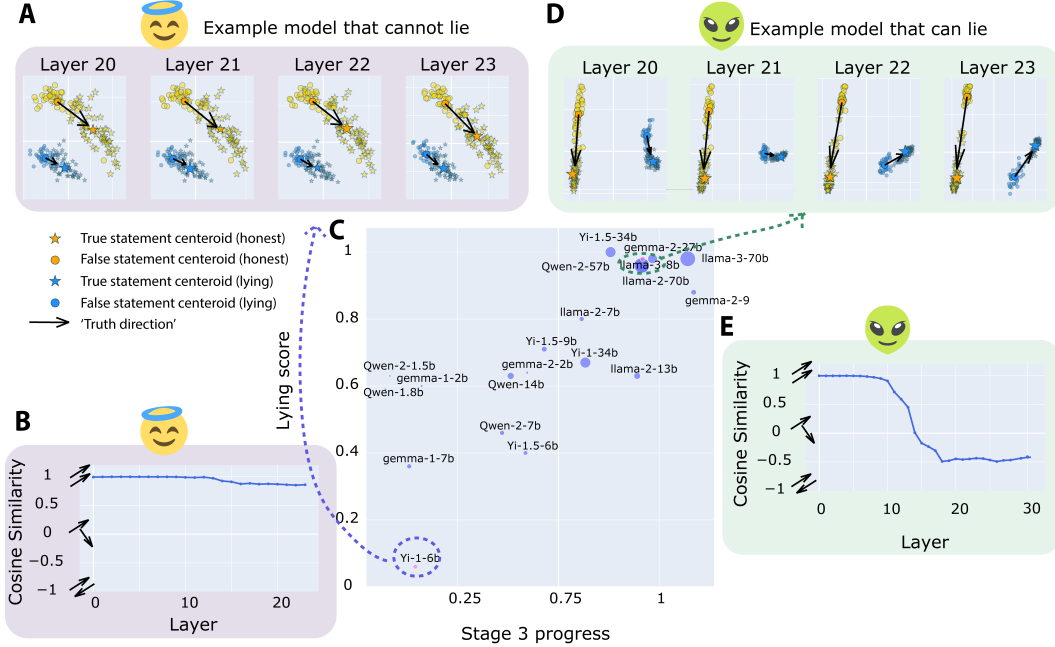 A
Example model that cannot lie
Layer 20
Layer 21
Layer 22
Layer 23
D
Example model that can lie
Layer 20
Layer 21
Layer 22
Layer 23
True statement centeroid (honest)
False statement centeroid (honest)
True statement centeroid (lying)
False statement centeroid (lying)
‘Truth direction’
C
Lying score
1
0.8
0.6
0.4
0.2
0
Yi-1.5-34b
gemma-2-27b
Qwen-2-57b
llama-3-8b
llama-3-70b
llama-2-70b
gemma-2-9
llama-2-7b
Yi-1.5-9b
Yi-1-34b
Qwen-2-1.5b
gemma-2-2b
llama-2-13b
gemma-1-2b
Qwen-14b
Qwen-1.8b
Qwen-2-7b
Yi-1.5-6b
gemma-1-7b
Yi-1-6b
0.25
0.75
1
Stage 3 progress
B
Cosine Similarity
1
0.5
0
−0.5
−1
0
10
20
Layer
E
Cosine Similarity
1
0.5
0
−0.5
−1
0
10
20
30
Layer